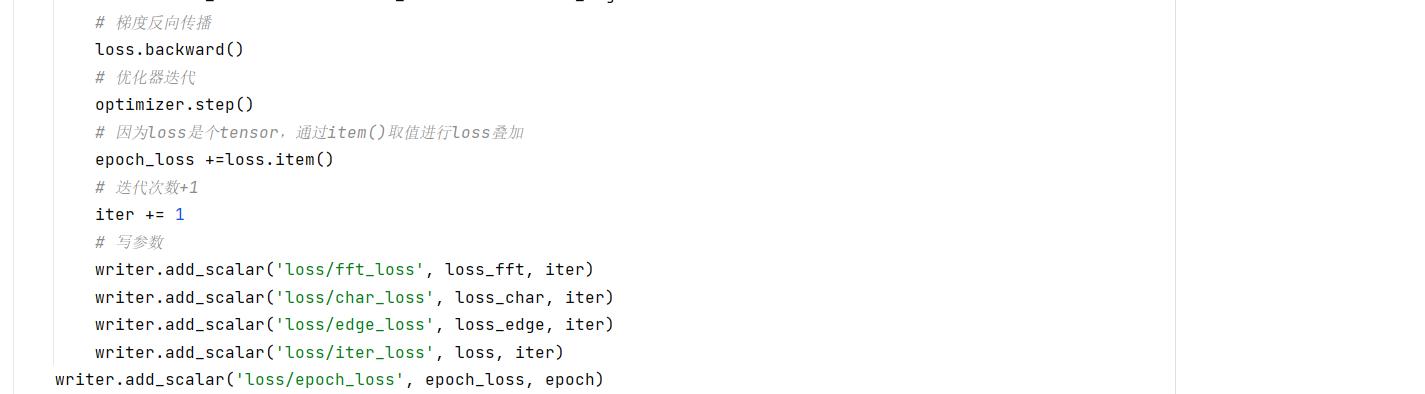 # 梯度反向传播
loss.backward()
# 优化器迭代
optimizer.step()
# 因为loss是个tensor，通过item()取值进行loss叠加
epoch_loss +=loss.item()
# 迭代次数+1
iter += 1
# 写参数
writer.add_scalar('loss/fft_loss', loss_fft, iter)
writer.add_scalar('loss/char_loss', loss_char, iter)
writer.add_scalar('loss/edge_loss', loss_edge, iter)
writer.add_scalar('loss/iter_loss', loss, iter)
writer.add_scalar('loss/epoch_loss', epoch_loss, epoch)